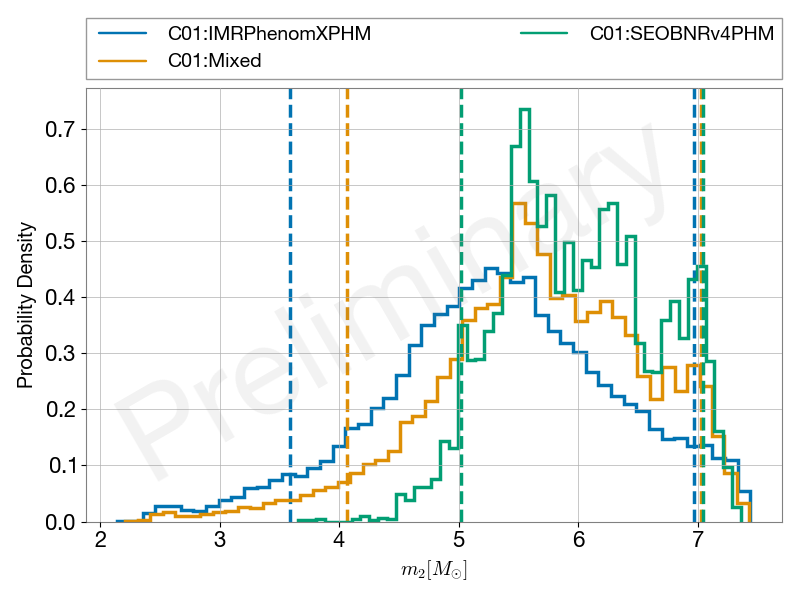 C01:IMRPhenomXPHM
C01:Mixed
C01:SEOBNRv4PHM
Preliminary
Probability Density
0.7
0.6
0.5
0.4
0.3
0.2
0.1
0.0
2 3 4 5 6 7
m₂[M⊙]